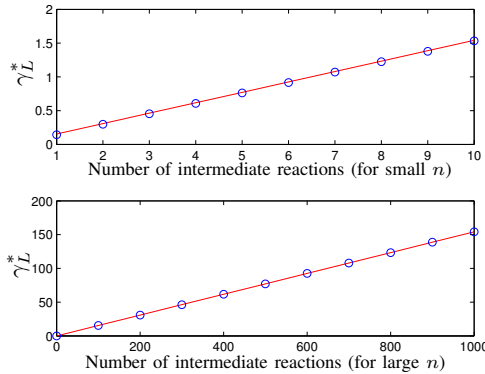 2
1.5
1
0.5
0
γ*L
1 2 3 4 5 6 7 8 9 10
Number of intermediate reactions (for small n)
200
150
100
50
0
γ*L
0 200 400 600 800 1000
Number of intermediate reactions (for large n)